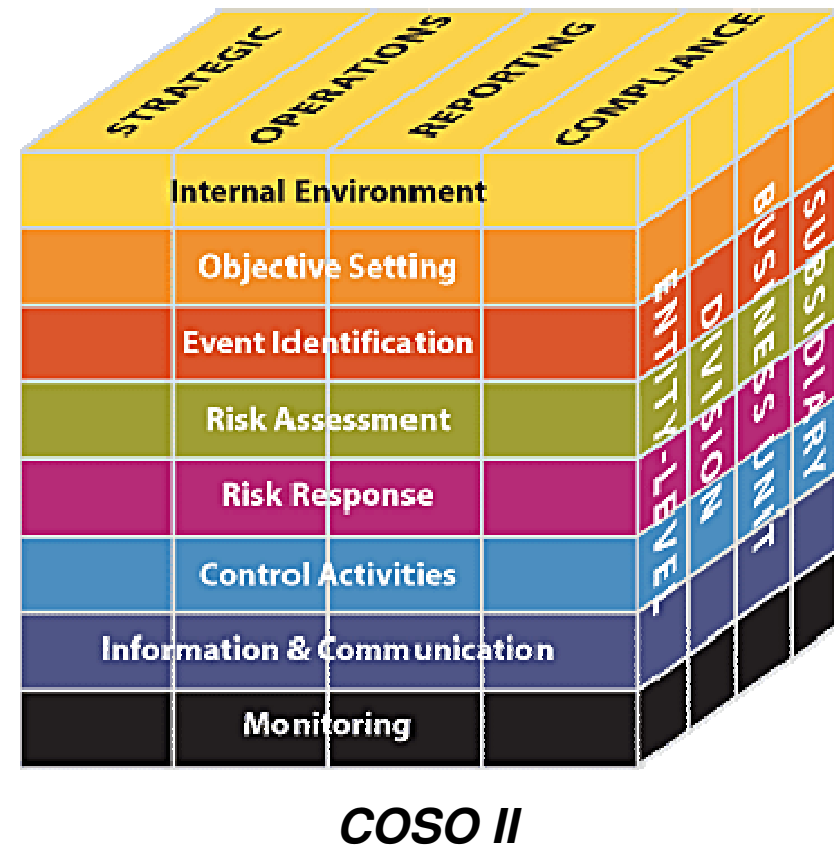 STRATEGIC
OPERATIONS
REPORTING
COMPLIANCE
Internal Environment
Objective Setting
Event Identification
Risk Assessment
Risk Response
Control Activities
Information & Communication
Monitoring
ENTITY-LEVEL
DIVISION
BUSINESS UNIT
SUBSIDIARY
COSO II